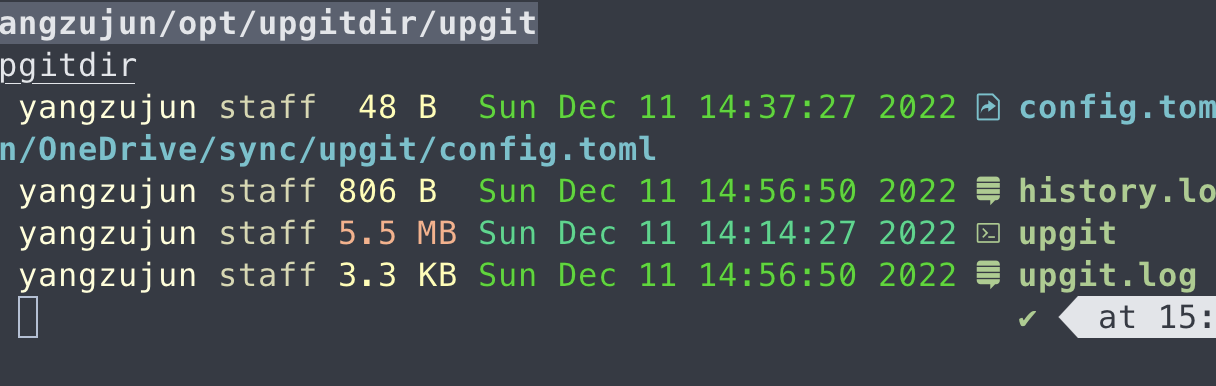 angzujun/opt/upgitdir/upgit
pgitdir
yangzujun staff 48 B Sun Dec 11 14:37:27 2022 config.tom
n/OneDrive/sync/upgit/config.toml
yangzujun staff 806 B Sun Dec 11 14:56:50 2022 history.lo
yangzujun staff 5.5 MB Sun Dec 11 14:14:27 2022 upgit
yangzujun staff 3.3 KB Sun Dec 11 14:56:50 2022 upgit.log
✔ at 15: